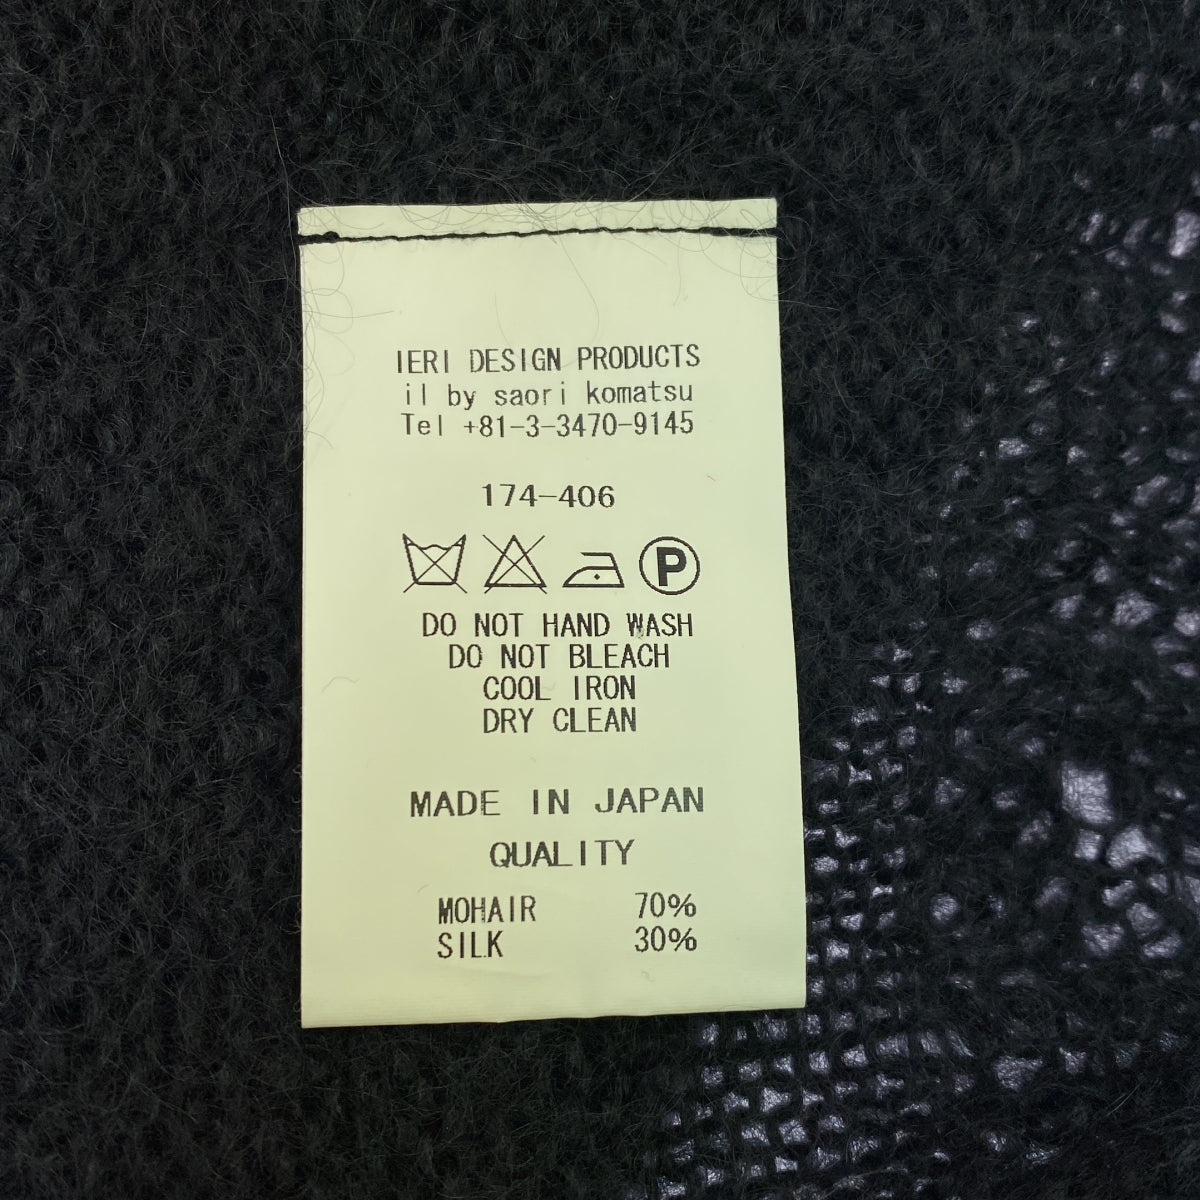 IERI DESIGN PRODUCTS
il by saori komatsu
Tel +81-3-3470-9145
174-406
P
DO NOT HAND WASH
DO NOT BLEACH
COOL IRON
DRY CLEAN
MADE IN JAPAN
QUALITY
MOHAIR 70%
SILK 30%